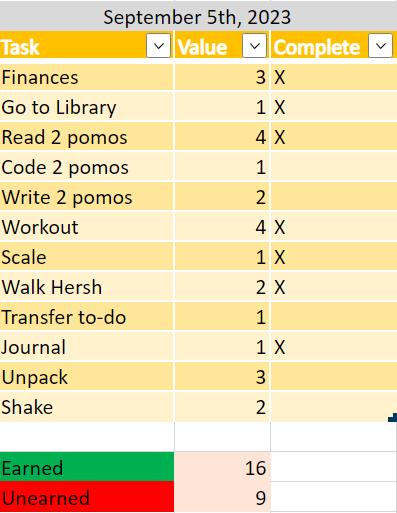 September 5th, 2023
Task Value Complete
Finances 3 X
Go to Library 1 X
Read 2 pomos 4 X
Code 2 pomos 1
Write 2 pomos 2
Workout 4 X
Scale 1 X
Walk Hersh 2 X
Transfer to-do 1
Journal 1 X
Unpack 3
Shake 2
Earned 16
Unearned 9